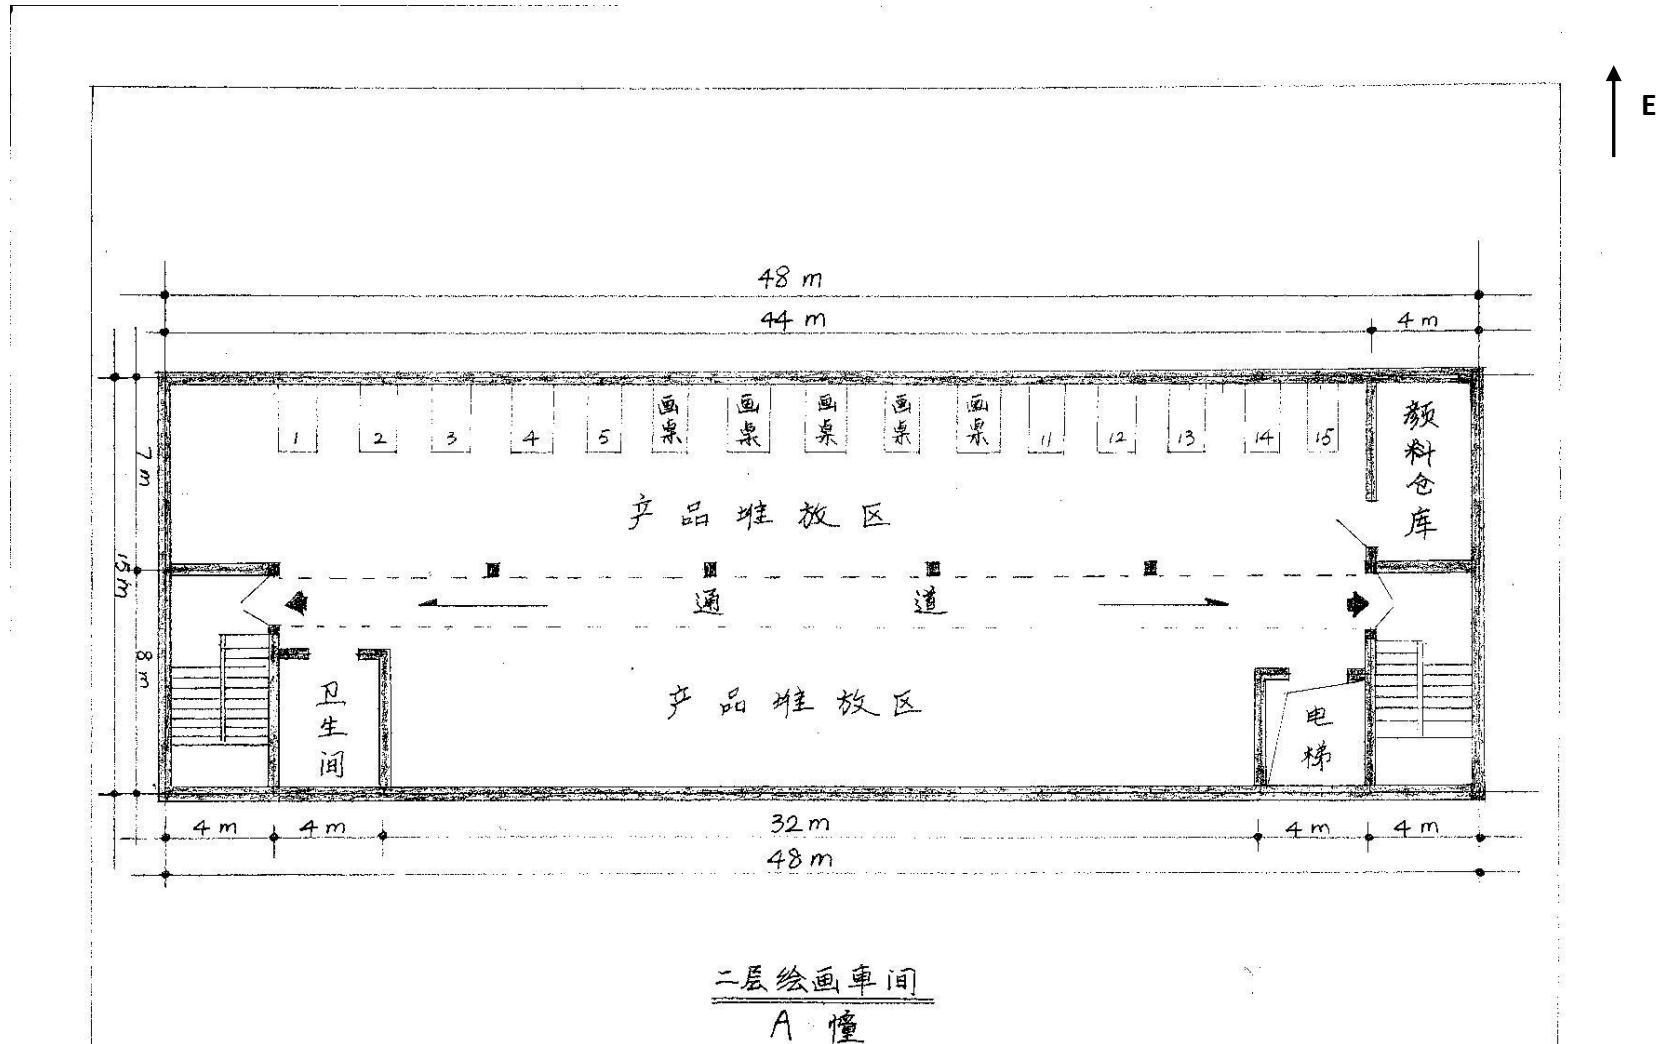 E
48 m
44 m
4 m
1 2 3 4 5 画桌 画桌 画桌 画桌 画桌 11 12 13 14 15
颜料仓库
7 m
产品堆放区
15 m
通道
8 m
卫生间
产品堆放区
电梯
4 m 4 m 32 m 4 m 4 m
48 m
二层绘画車间
A 幢